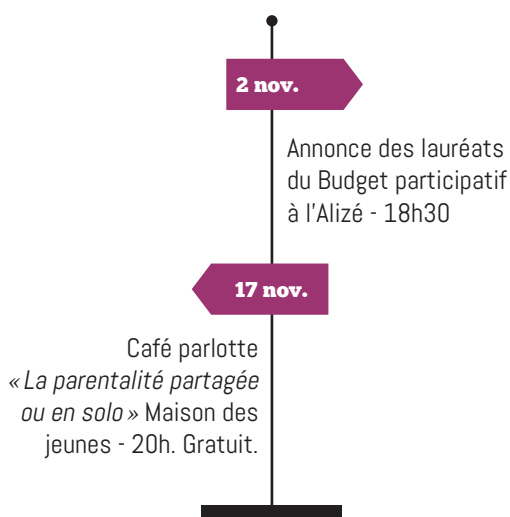 2 nov.
Annonce des lauréats
du Budget participatif
à l'Alizé - 18h30
17 nov.
Café parlotte
« La parentalité partagée
ou en solo » Maison des
jeunes - 20h. Gratuit.